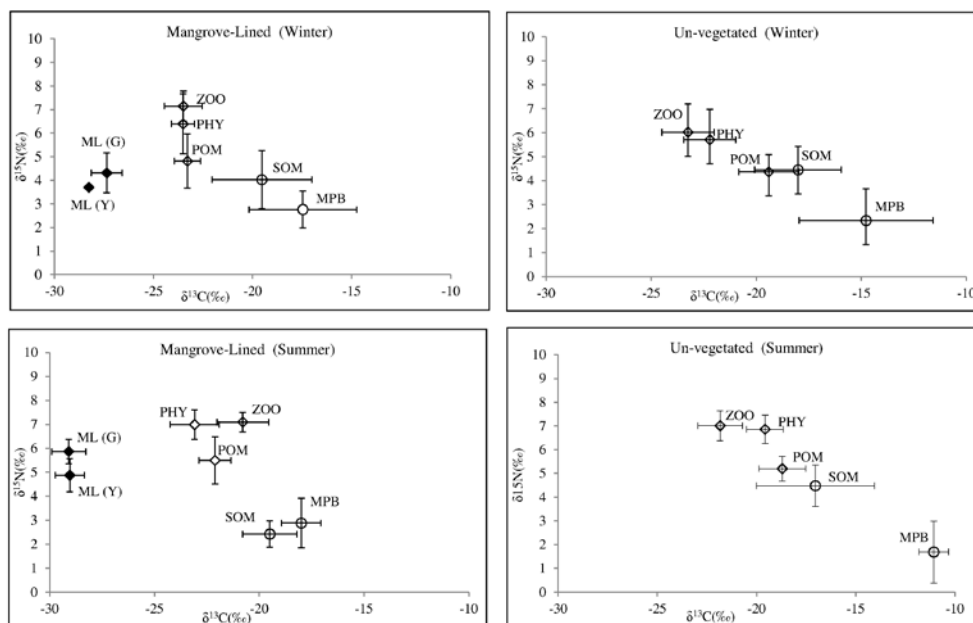 Mangrove-Lined (Winter)
10
9
8
7
6
5
4
3
2
1
0
δ¹⁵N(‰)
ZOO
PHY
ML (G)
POM
SOM
ML (Y)
MPB
-30
-25
-20
-15
-10
δ¹³C(‰)
Un-vegetated (Winter)
10
9
8
7
6
5
4
3
2
1
0
δ¹⁵N(‰)
ZOO
PHY
POM
SOM
MPB
-30
-25
-20
-15
-10
δ¹³C(‰)
Mangrove-Lined (Summer)
10
9
8
7
6
5
4
3
2
1
0
δ¹⁵N(‰)
PHY
ZOO
ML (G)
POM
ML (Y)
SOM
MPB
-30
-25
-20
-15
-10
δ¹³C(‰)
Un-vegetated (Summer)
10
9
8
7
6
5
4
3
2
1
0
δ15N(‰)
ZOO
PHY
POM
SOM
MPB
-30
-25
-20
-15
-10
δ¹³C(‰)